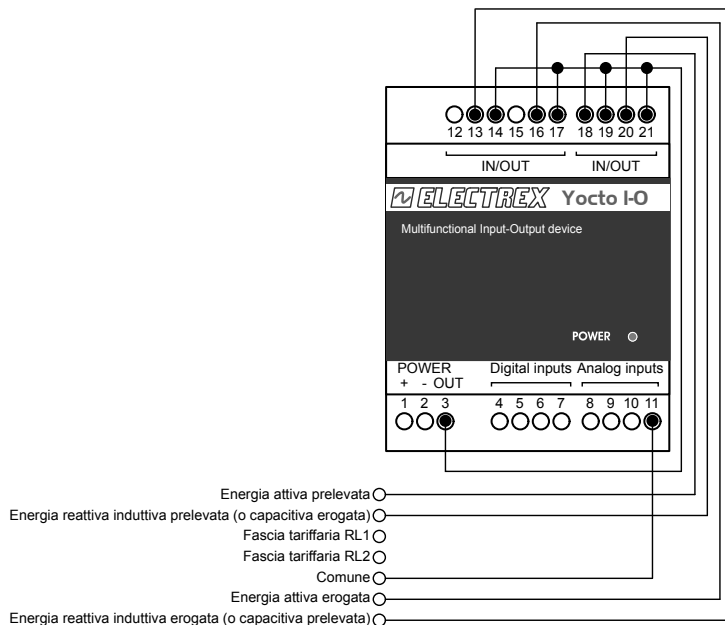 12 13 14 15 16 17 18 19 20 21
IN/OUT IN/OUT
ELECTREX Yocto I-O
Multifunctional Input-Output device
POWER
POWER Digital inputs Analog inputs
+ - OUT
1 2 3 4 5 6 7 8 9 10 11
Energia attiva prelevata
Energia reattiva induttiva prelevata (o capacitiva erogata)
Fascia tariffaria RL1
Fascia tariffaria RL2
Comune
Energia attiva erogata
Energia reattiva induttiva erogata (o capacitiva prelevata)